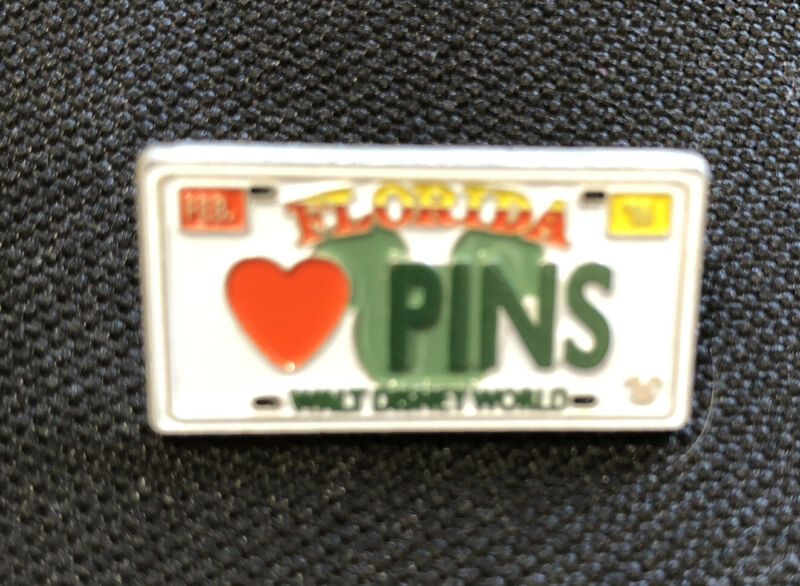 FEB.
FLORIDA
PINS
WALT DISNEY WORLD